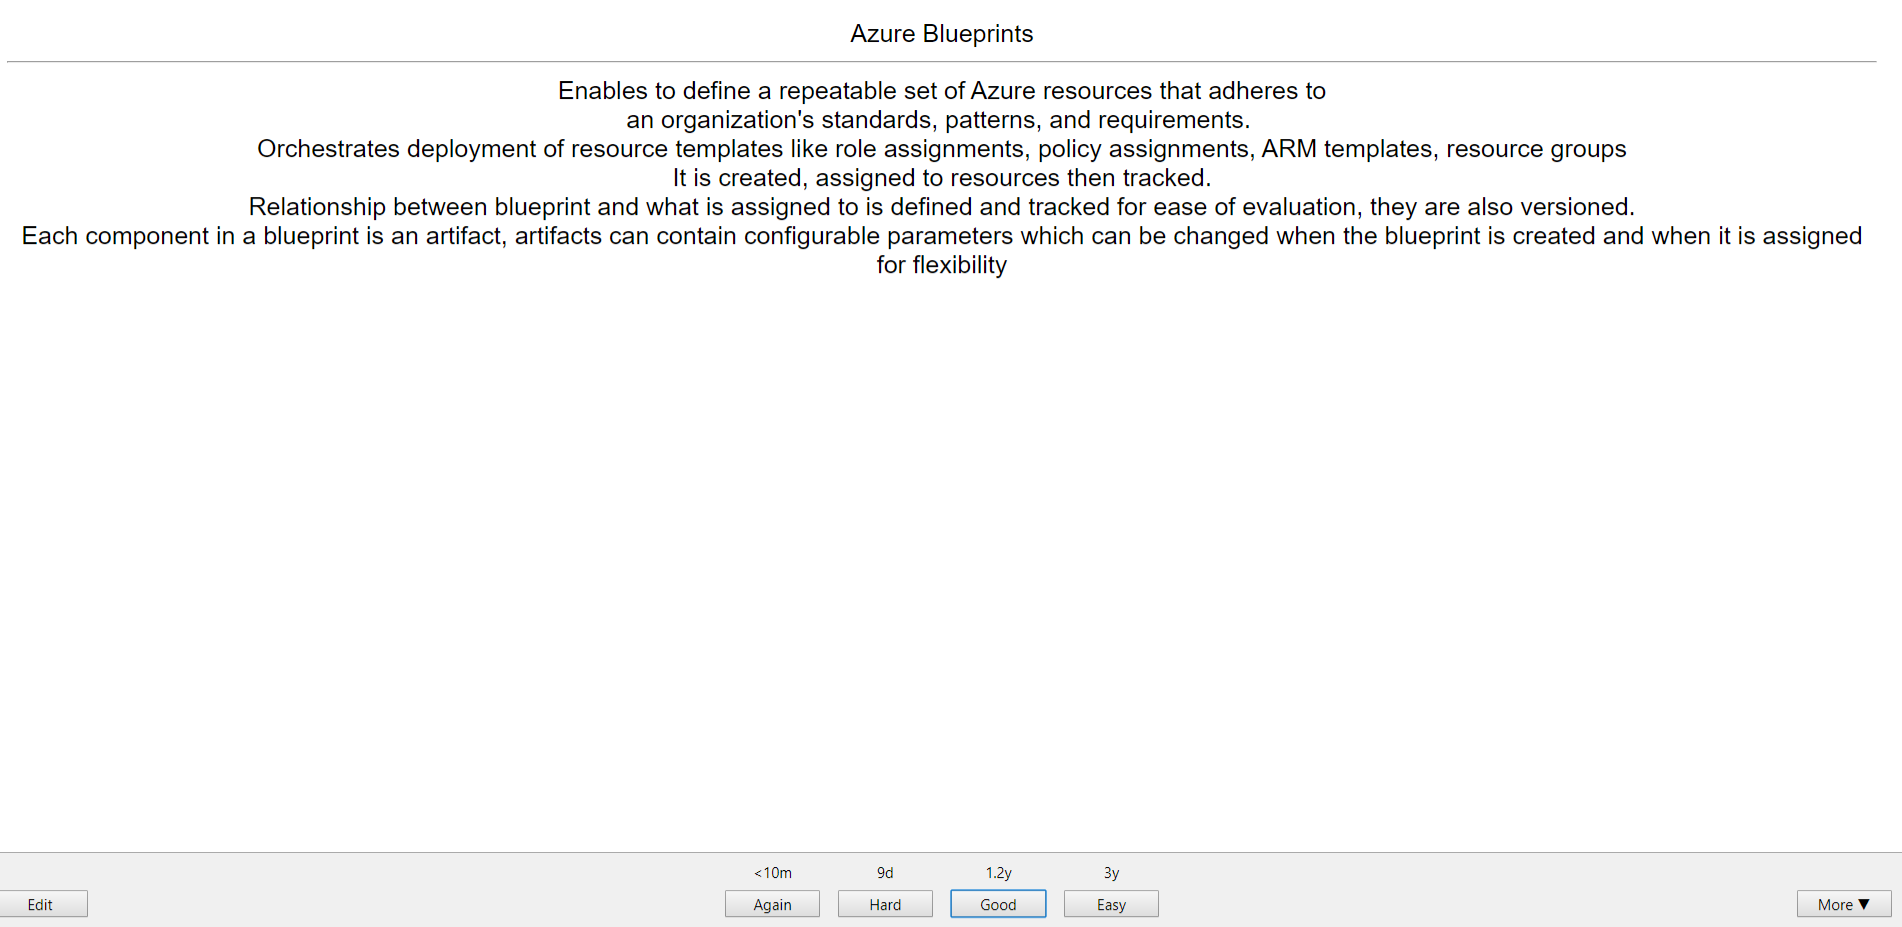 Azure Blueprints
Enables to define a repeatable set of Azure resources that adheres to
an organization's standards, patterns, and requirements.
Orchestrates deployment of resource templates like role assignments, policy assignments, ARM templates, resource groups
It is created, assigned to resources then tracked.
Relationship between blueprint and what is assigned to is defined and tracked for ease of evaluation, they are also versioned.
Each component in a blueprint is an artifact, artifacts can contain configurable parameters which can be changed when the blueprint is created and when it is assigned
for flexibility
<10m 9d 1.2y 3y
Edit Again Hard Good Easy More ▼